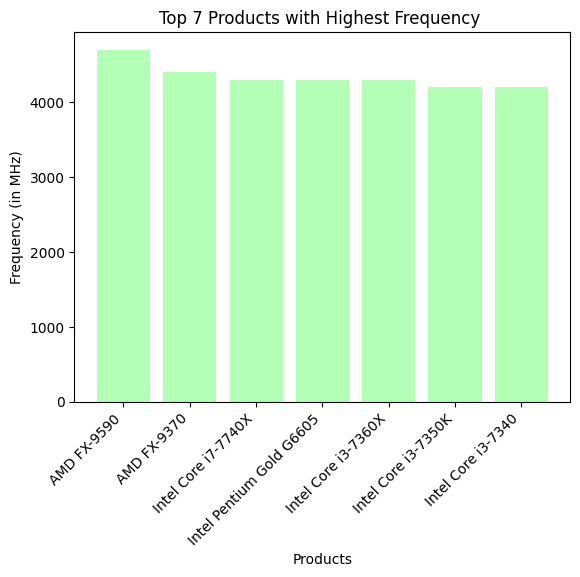 Top 7 Products with Highest Frequency
Frequency (in MHz)
4000
3000
2000
1000
0
AMD FX-9590
AMD FX-9370
Intel Core i7-7740X
Intel Pentium Gold G6605
Intel Core i3-7360X
Intel Core i3-7350K
Intel Core i3-7340
Products